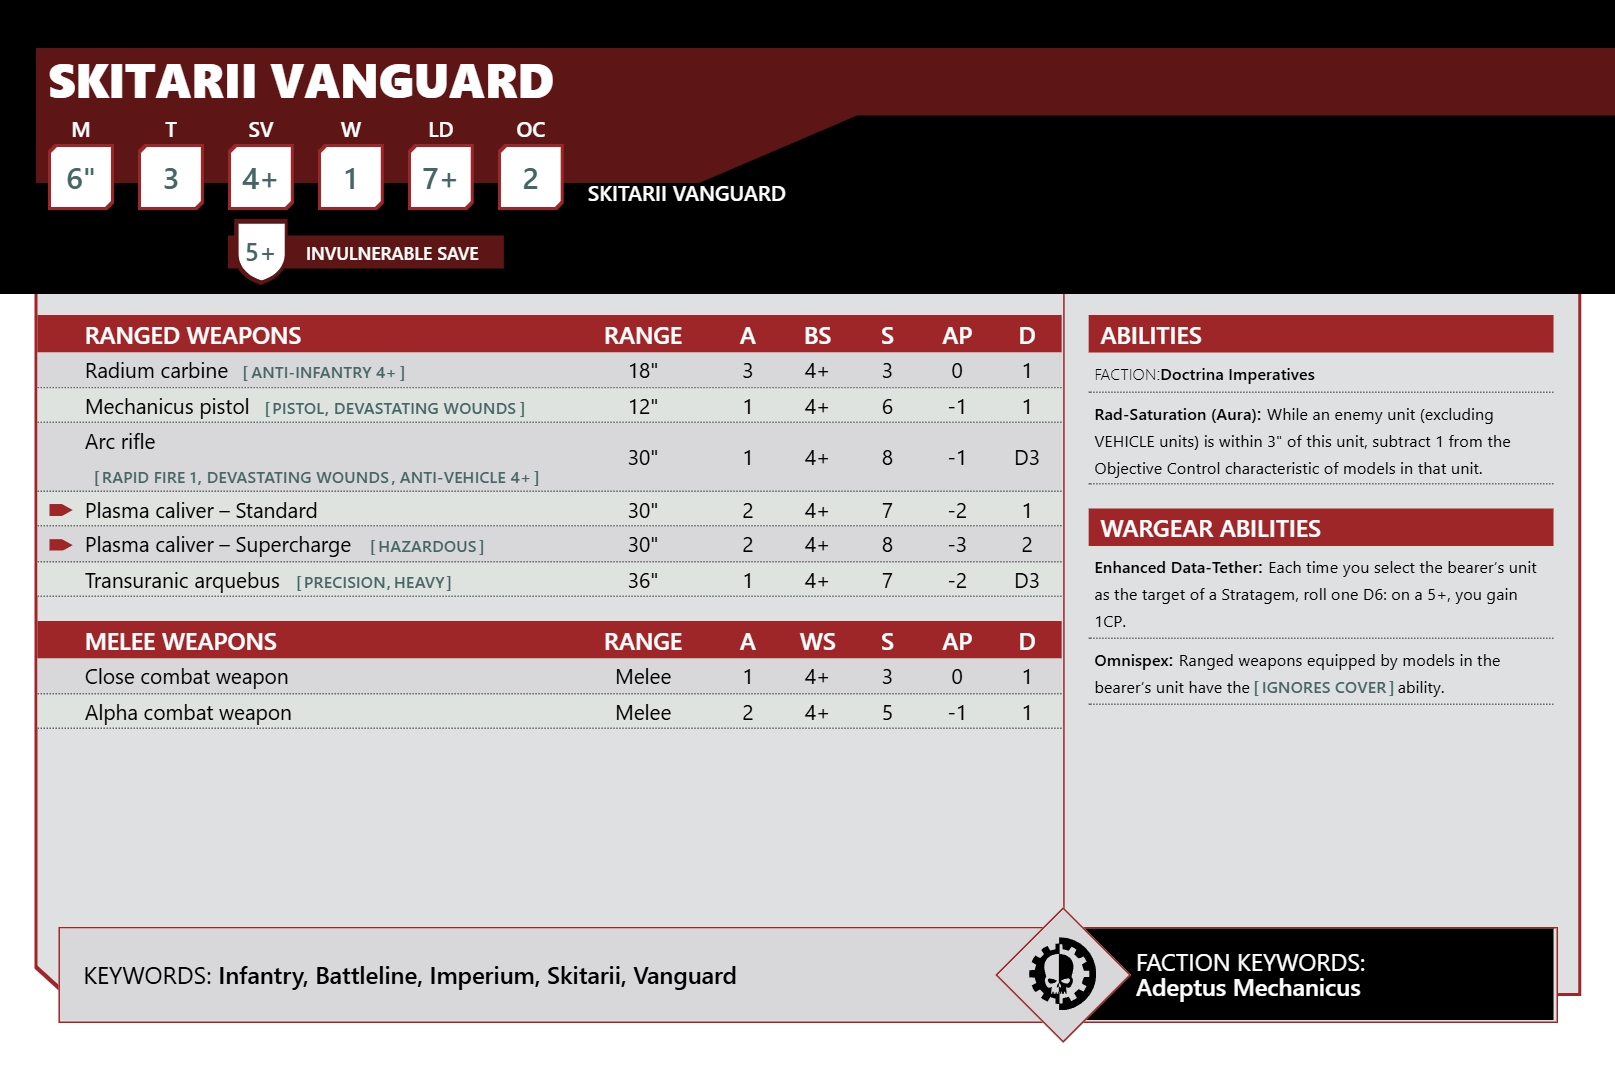 SKITARII VANGUARD
M T SV W LD OC
6" 3 4+ 1 7+ 2
SKITARII VANGUARD
5+ INVULNERABLE SAVE
RANGED WEAPONS RANGE A BS S AP D
Radium carbine [ANTI-INFANTRY 4+] 18" 3 4+ 3 0 1
Mechanicus pistol [PISTOL, DEVASTATING WOUNDS] 12" 1 4+ 6 -1 1
Arc rifle
[RAPID FIRE 1, DEVASTATING WOUNDS, ANTI-VEHICLE 4+] 30" 1 4+ 8 -1 D3
Plasma caliver – Standard 30" 2 4+ 7 -2 1
Plasma caliver – Supercharge [HAZARDOUS] 30" 2 4+ 8 -3 2
Transuranic arquebus [PRECISION, HEAVY] 36" 1 4+ 7 -2 D3
MELEE WEAPONS RANGE A WS S AP D
Close combat weapon Melee 1 4+ 3 0 1
Alpha combat weapon Melee 2 4+ 5 -1 1
ABILITIES
FACTION:Doctrina Imperatives
Rad-Saturation (Aura): While an enemy unit (excluding
VEHICLE units) is within 3" of this unit, subtract 1 from the
Objective Control characteristic of models in that unit.
WARGEAR ABILITIES
Enhanced Data-Tether: Each time you select the bearer's unit
as the target of a Stratagem, roll one D6: on a 5+, you gain
1CP.
Omnispex: Ranged weapons equipped by models in the
bearer's unit have the [IGNORES COVER] ability.
KEYWORDS: Infantry, Battleline, Imperium, Skitarii, Vanguard
FACTION KEYWORDS:
Adeptus Mechanicus